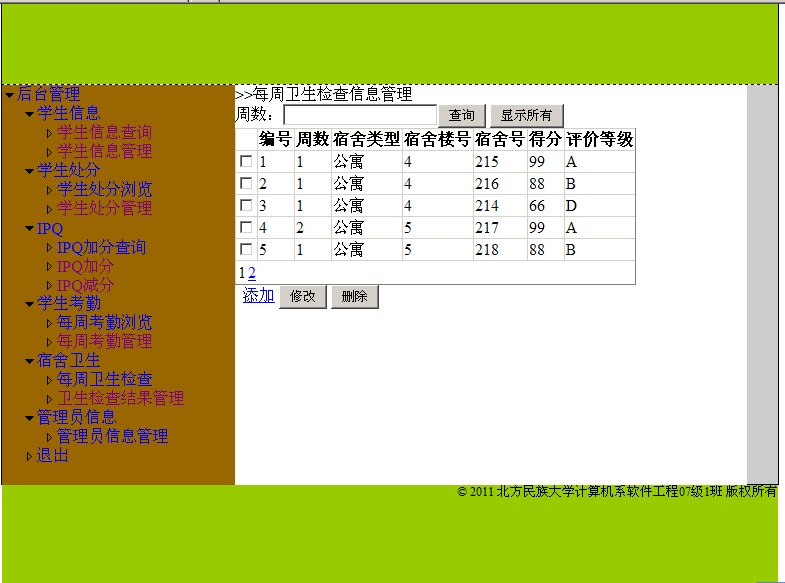 后台管理
学生信息
学生信息查询
学生信息管理
学生处分
学生处分浏览
学生处分管理
IPQ
IPQ加分查询
IPQ加分
IPQ减分
学生考勤
每周考勤浏览
每周考勤管理
宿舍卫生
每周卫生检查
卫生检查结果管理
管理员信息
管理员信息管理
退出
>>每周卫生检查信息管理
周数： 查询 显示所有
编号 周数 宿舍类型 宿舍楼号 宿舍号 得分 评价等级
1 1 公寓 4 215 99 A
2 1 公寓 4 216 88 B
3 1 公寓 4 214 66 D
4 2 公寓 5 217 99 A
5 1 公寓 5 218 88 B
1 2
添加 修改 删除
© 2011 北方民族大学计算机系软件工程07级1班 版权所有